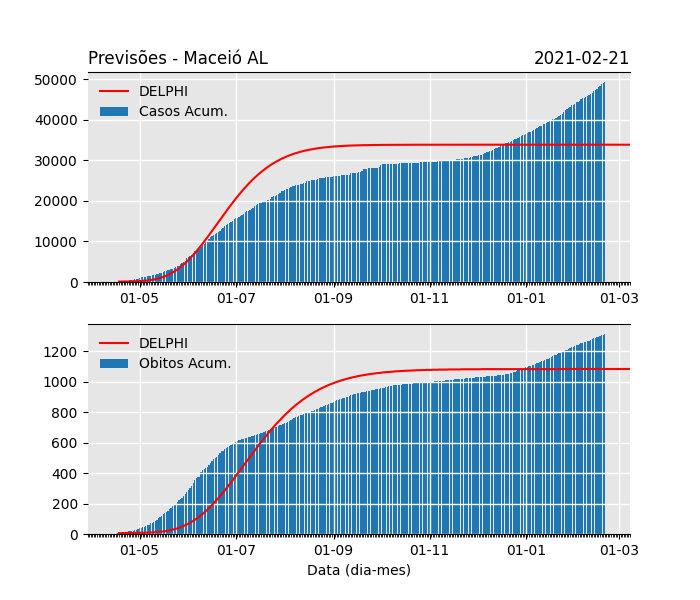 Previsões - Maceió AL 2021-02-21
50000
40000
30000
20000
10000
0
DELPHI
Casos Acum.
01-05 01-07 01-09 01-11 01-01 01-03
1200
1000
800
600
400
200
0
DELPHI
Obitos Acum.
01-05 01-07 01-09 01-11 01-01 01-03
Data (dia-mes)